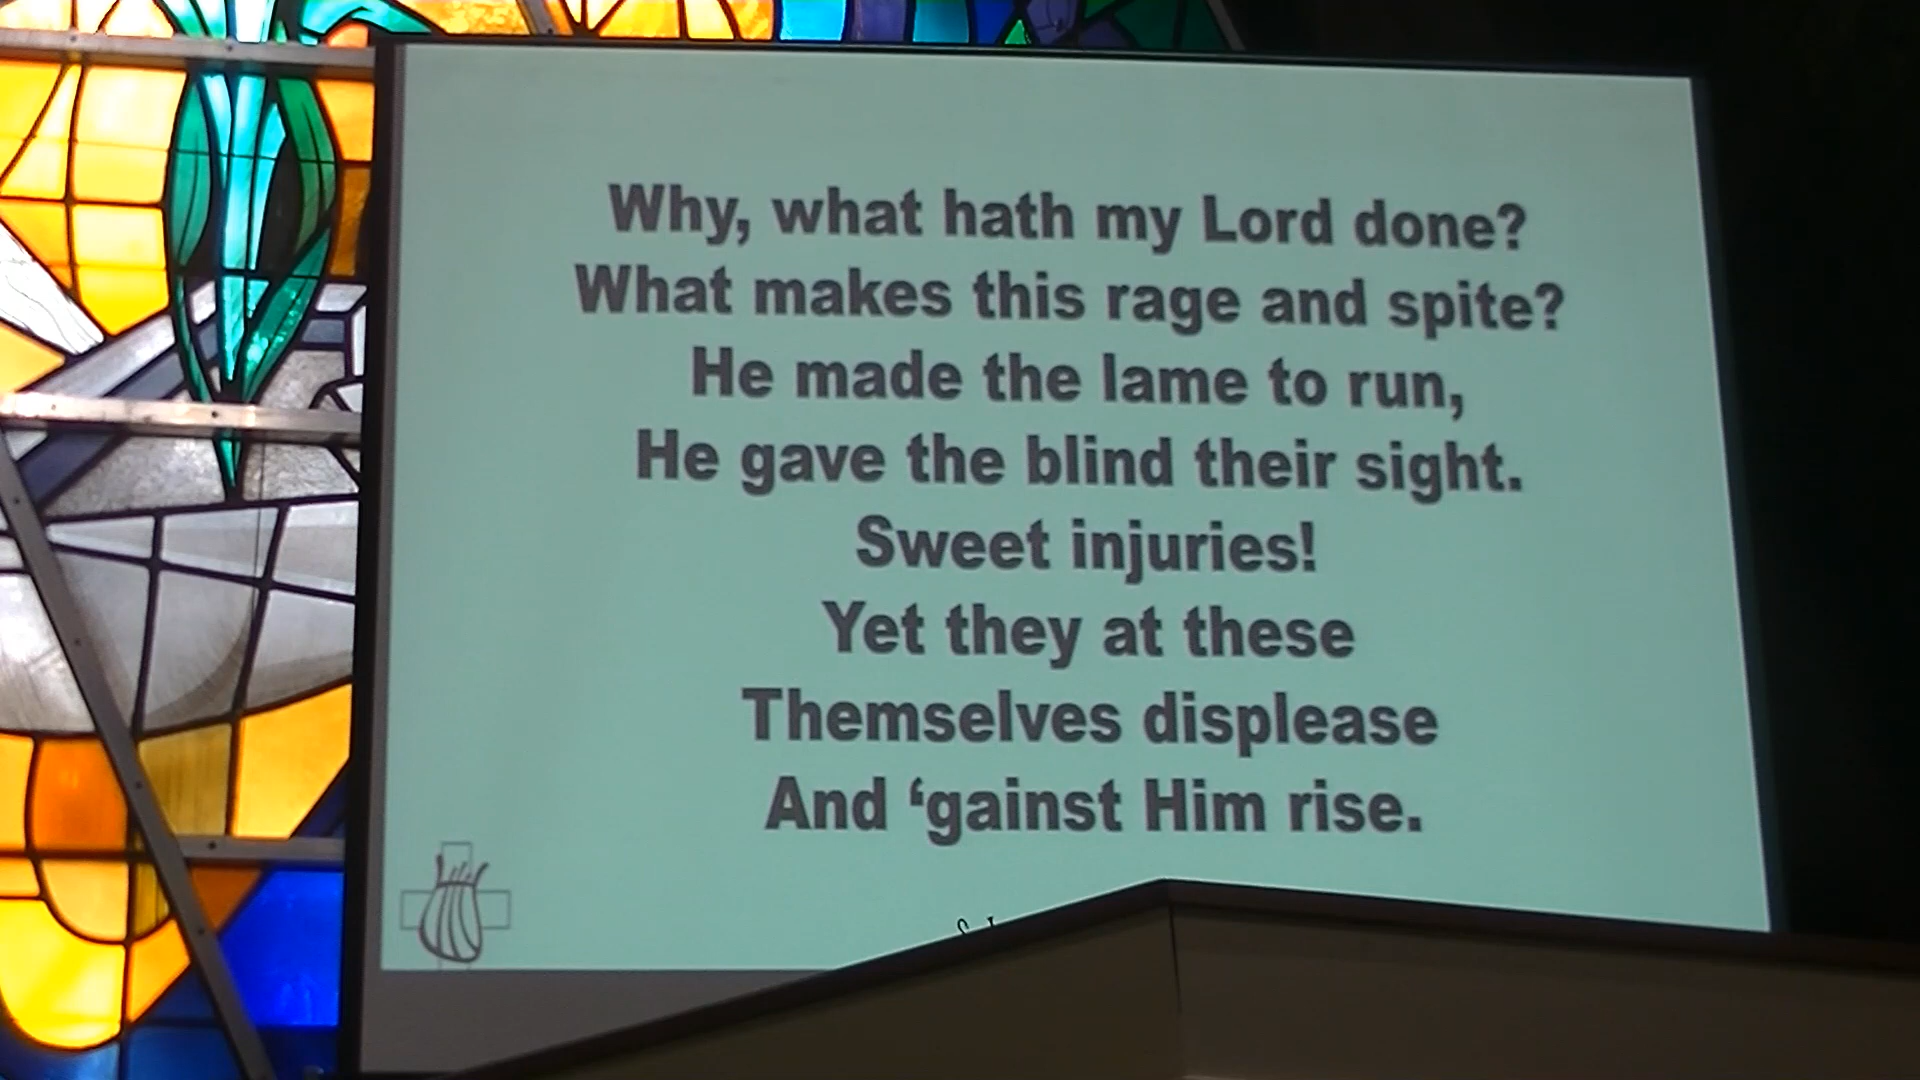 Why, what hath my Lord done?
What makes this rage and spite?
He made the lame to run,
He gave the blind their sight.
Sweet injuries!
Yet they at these
Themselves displease
And ‘gainst Him rise.